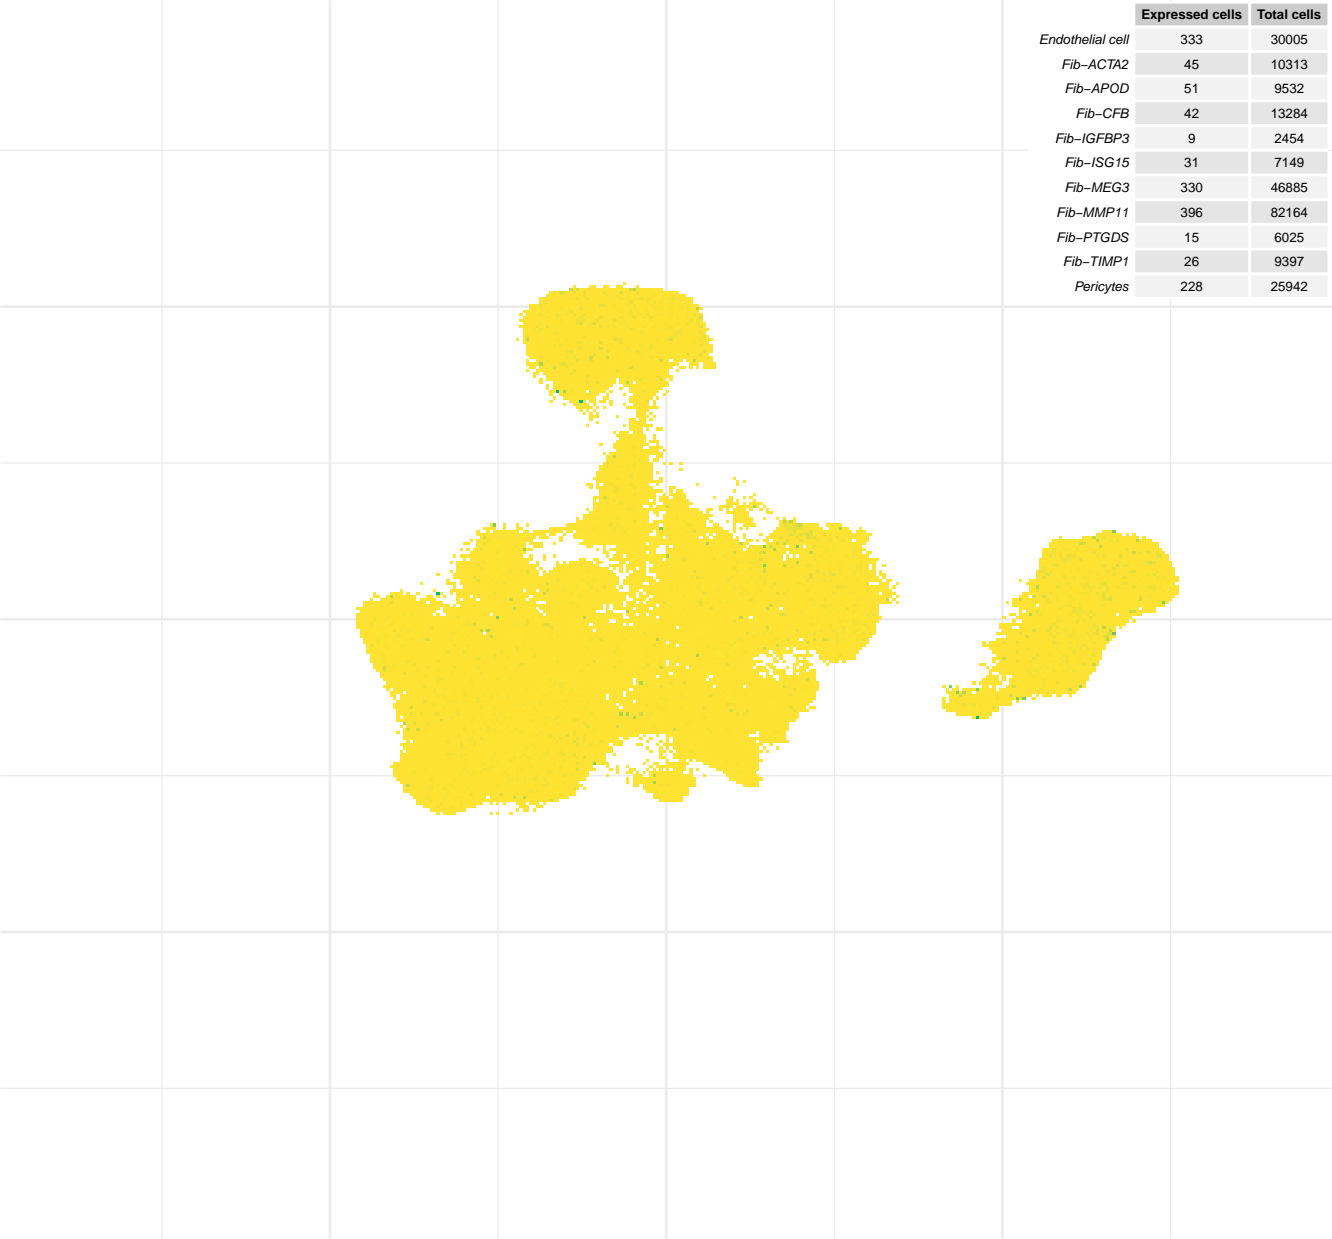 Expressed cells Total cells
Endothelial cell 333 30005
Fib−ACTA2 45 10313
Fib−APOD 51 9532
Fib−CFB 42 13284
Fib−IGFBP3 9 2454
Fib−ISG15 31 7149
Fib−MEG3 330 46885
Fib−MMP11 396 82164
Fib−PTGDS 15 6025
Fib−TIMP1 26 9397
Pericytes 228 25942